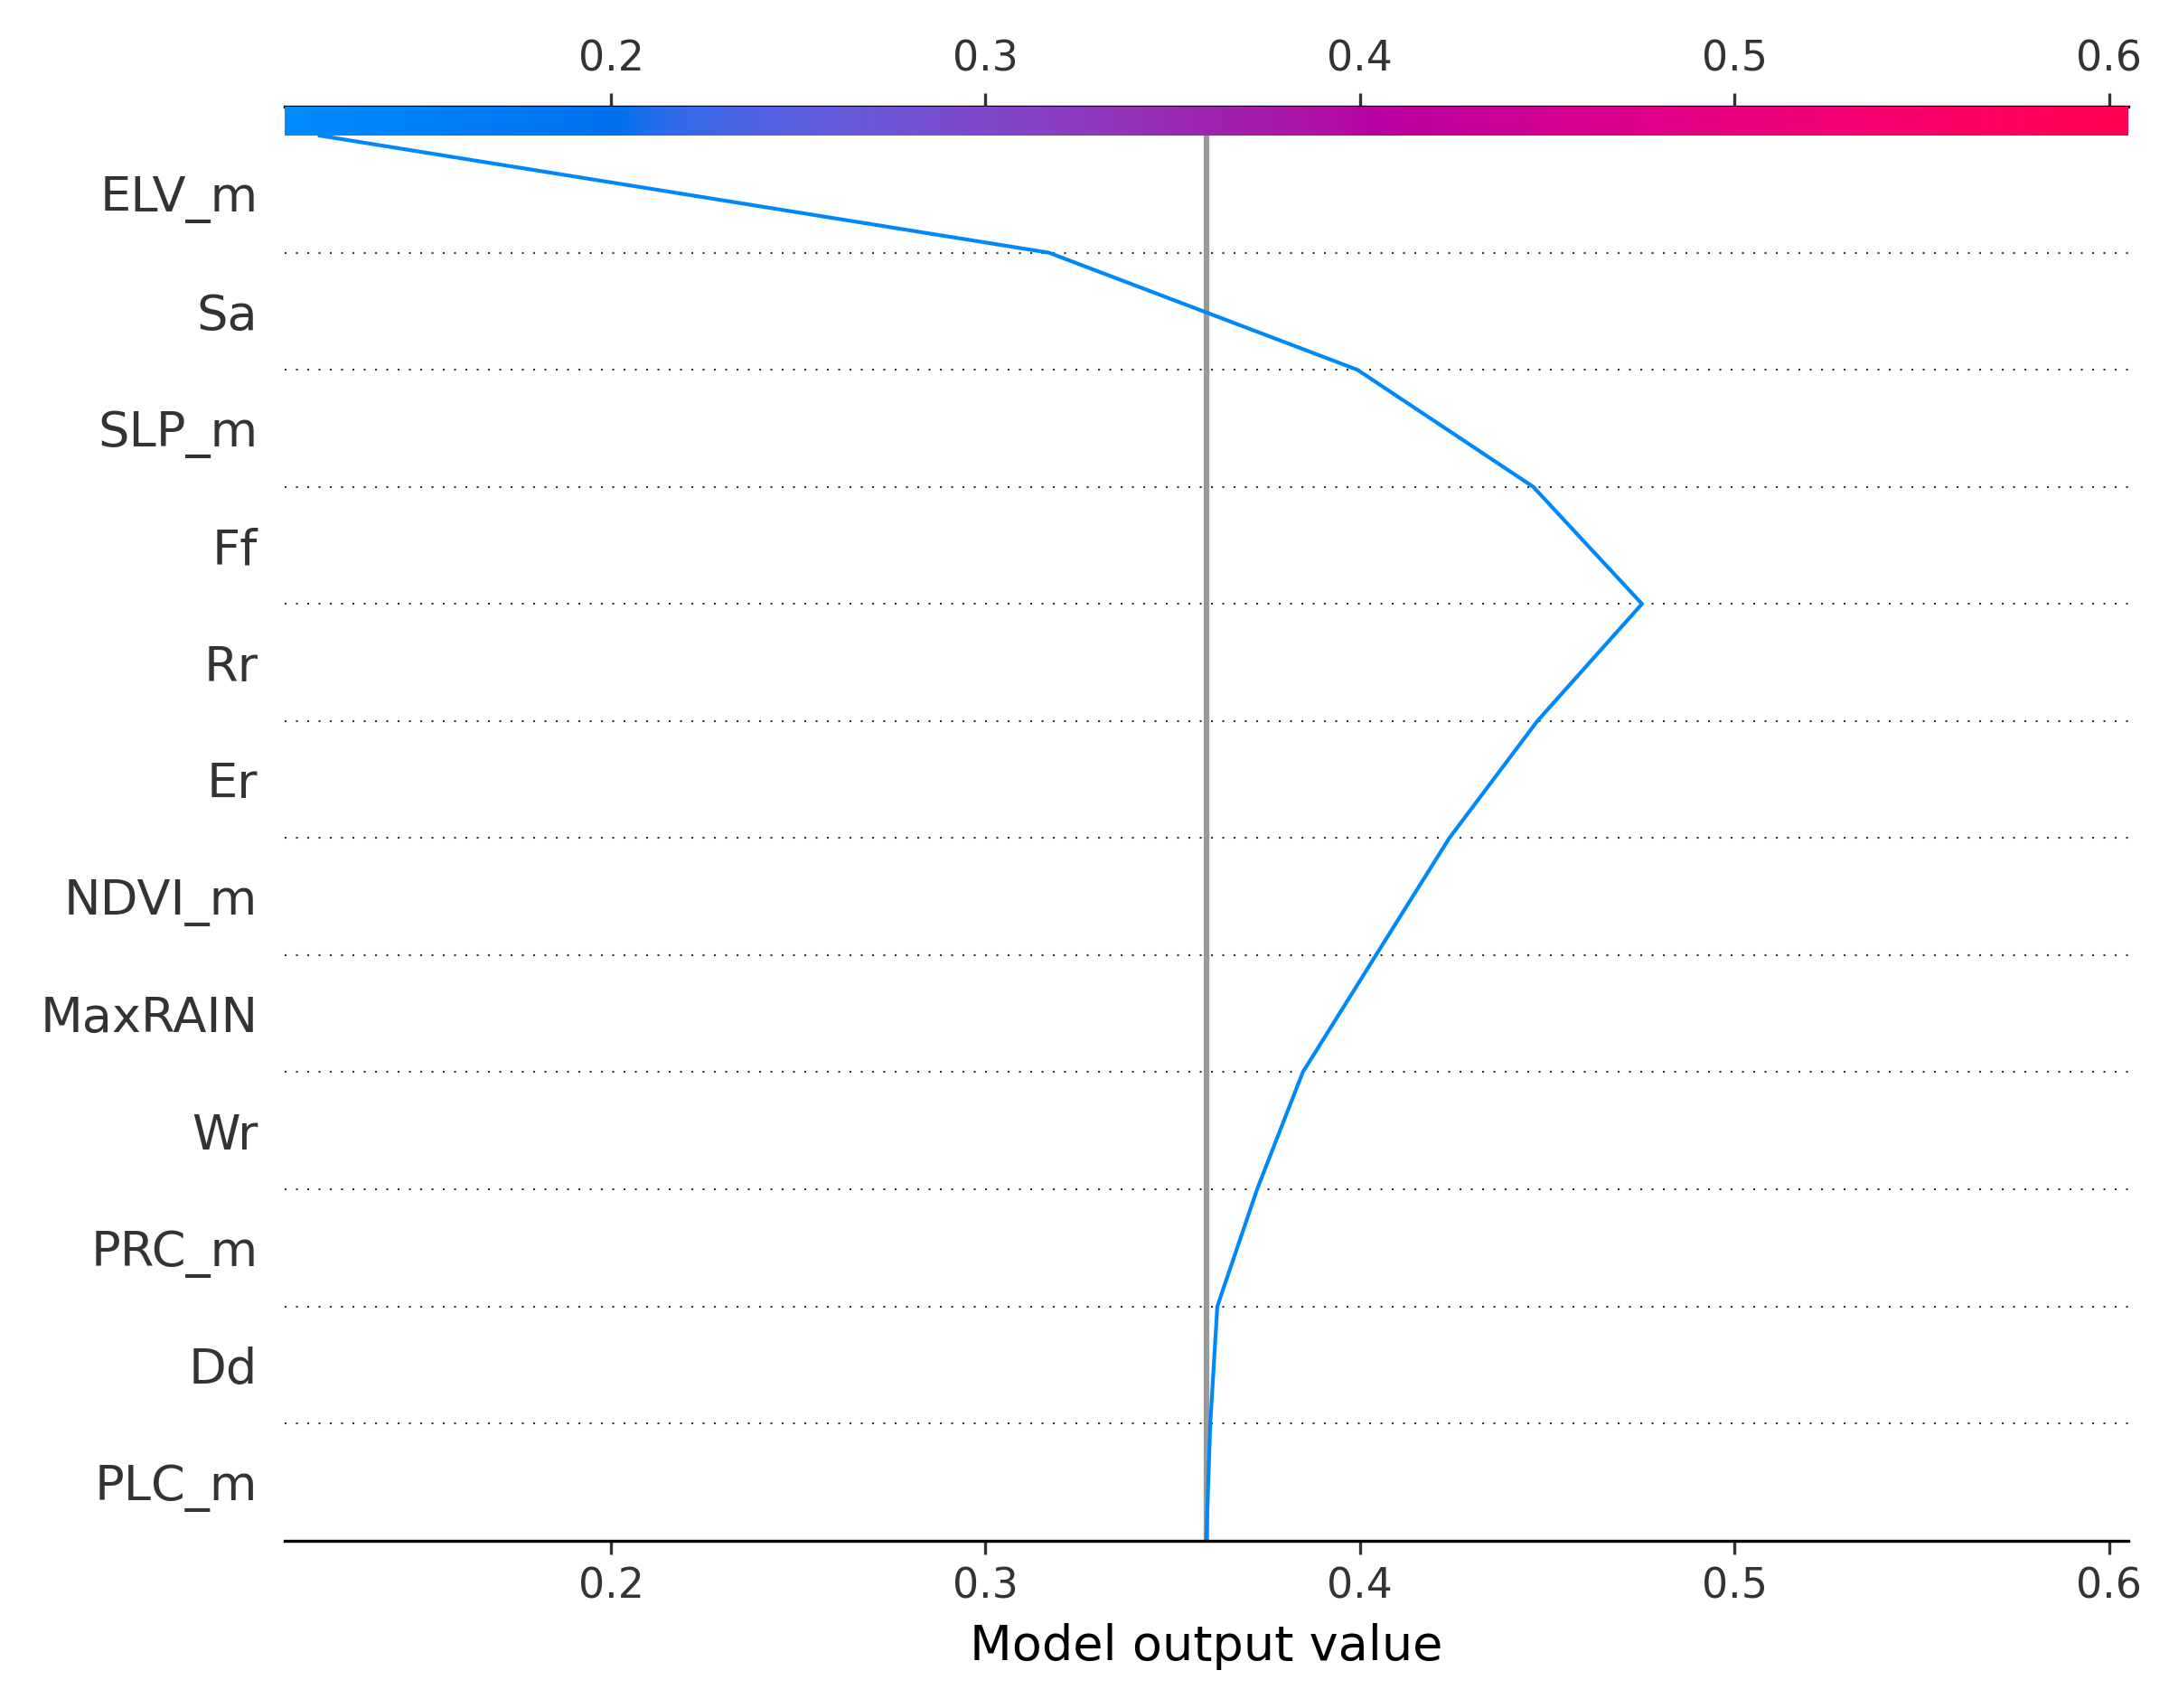 0.2 0.3 0.4 0.5 0.6
ELV_m
Sa
SLP_m
Ff
Rr
Er
NDVI_m
MaxRAIN
Wr
PRC_m
Dd
PLC_m
0.2 0.3 0.4 0.5 0.6
Model output value